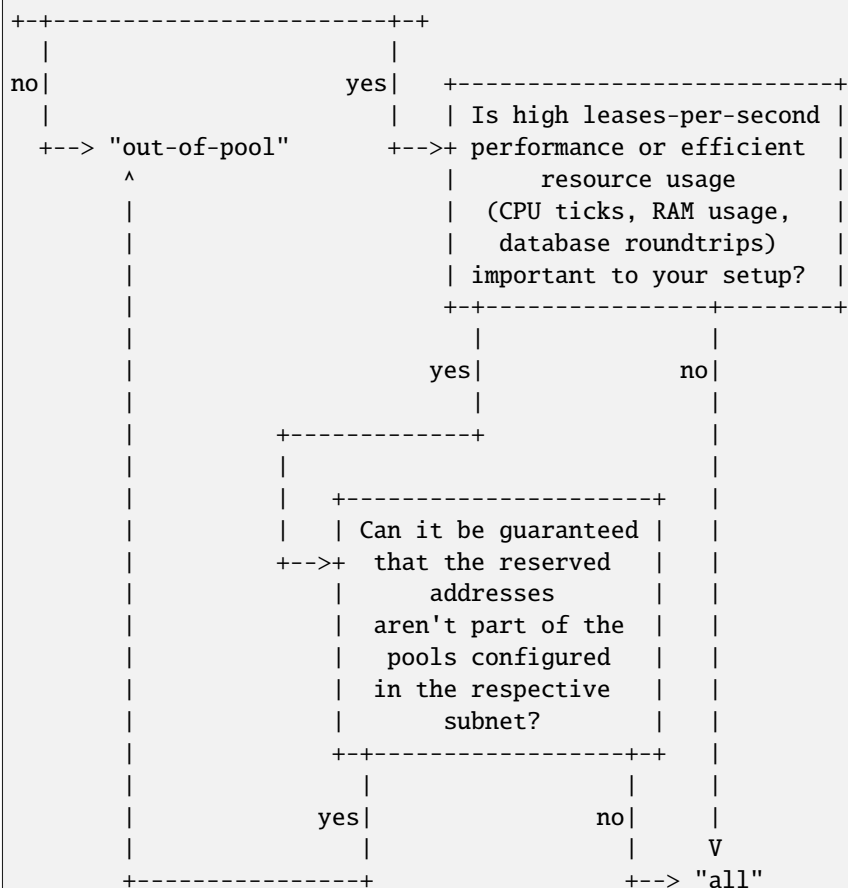 +-+------------------------+-+
  |                        |
no|                     yes|   +---------------------------+
  |                        |   | Is high leases-per-second |
  +--> "out-of-pool"       +-->+ performance or efficient  |
        ^                      |      resource usage       |
        |                      |  (CPU ticks, RAM usage,   |
        |                      |   database roundtrips)    |
        |                      | important to your setup?  |
        |                      +-+----------------+--------+
        |                        |                |
        |                     yes|              no|
        |                        |                |
        |          +-------------+                |
        |          |                              |
        |          |   +----------------------+   |
        |          |   | Can it be guaranteed |   |
        |          +-->+  that the reserved   |   |
        |              |      addresses       |   |
        |              |  aren't part of the  |   |
        |              |   pools configured   |   |
        |              |  in the respective   |   |
        |              |       subnet?        |   |
        |              +-+------------------+-+   |
        |                |                  |     |
        |             yes|                no|     |
        |                |                  |     V
        +----------------+                  +--> "all"